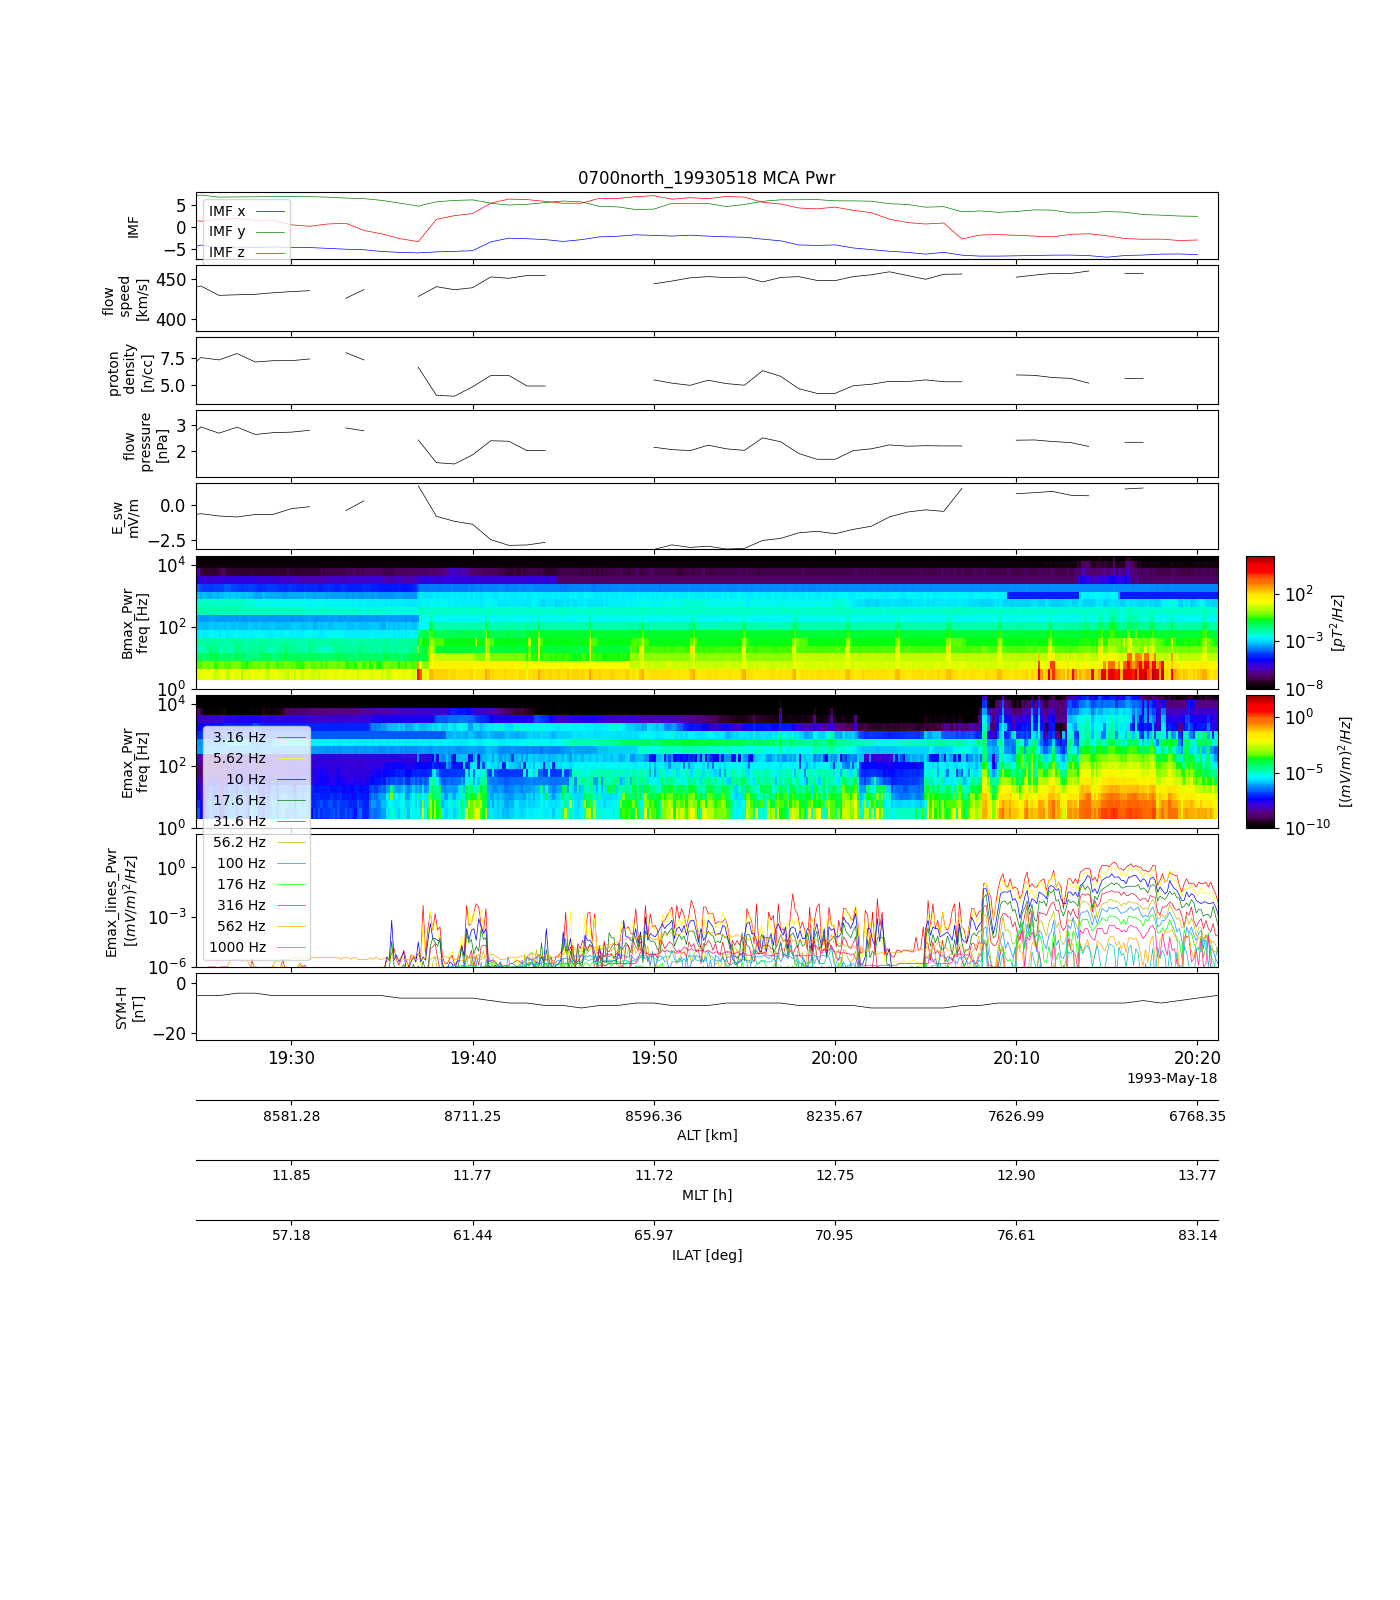 0700north_19930518 MCA Pwr
IMF
5
0
−5
IMF x
IMF y
IMF z
flow
speed
[km/s]
450
400
proton
density
[n/cc]
7.5
5.0
flow
pressure
[nPa]
3
2
E_sw
mV/m
0.0
−2.5
Bmax_Pwr
freq [Hz]
10^4
10^2
10^0
10^2
10^-3
10^-8
[pT^2/Hz]
Emax_Pwr
freq [Hz]
10^4
10^2
10^0
10^0
10^-5
10^-10
[(mV/m)^2/Hz]
3.16 Hz
5.62 Hz
10 Hz
17.6 Hz
31.6 Hz
56.2 Hz
100 Hz
176 Hz
316 Hz
562 Hz
1000 Hz
Emax_lines_Pwr
[(mV/m)^2/Hz]
10^0
10^-3
10^-6
SYM-H
[nT]
0
−20
19:30 19:40 19:50 20:00 20:10 20:20
1993-May-18
8581.28 8711.25 8596.36 8235.67 7626.99 6768.35
ALT [km]
11.85 11.77 11.72 12.75 12.90 13.77
MLT [h]
57.18 61.44 65.97 70.95 76.61 83.14
ILAT [deg]